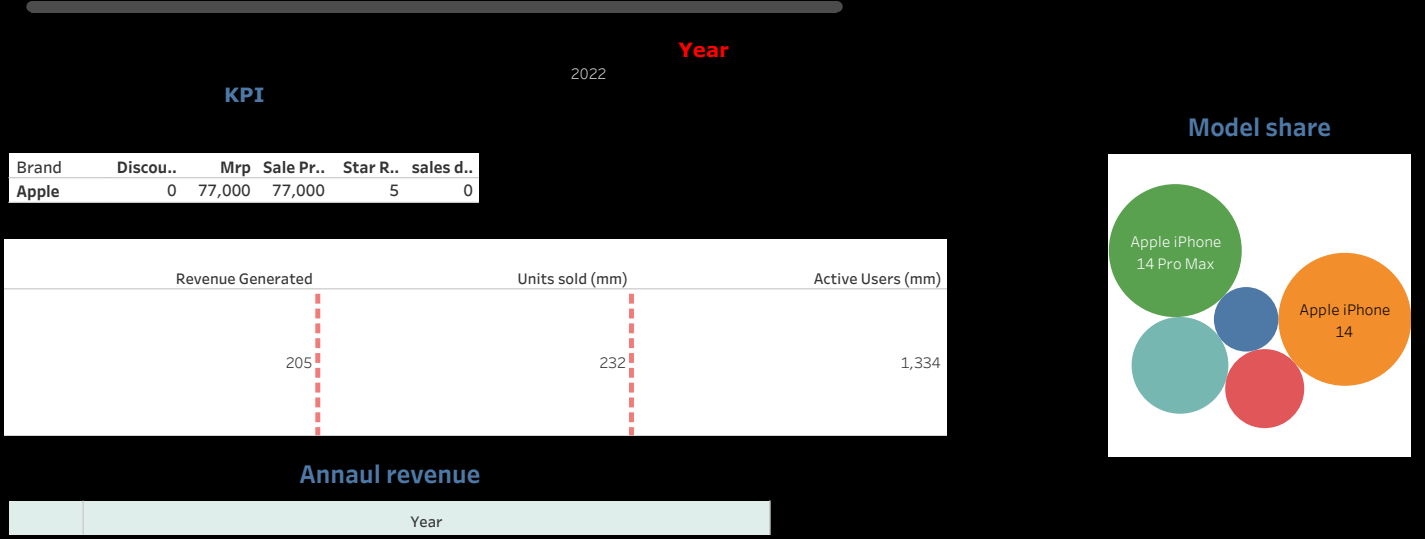 Year
2022
KPI
Model share
Brand Discou.. Mrp Sale Pr.. Star R.. sales d..
Apple 0 77,000 77,000 5 0
Apple iPhone
14 Pro Max
Apple iPhone
14
Revenue Generated Units sold (mm) Active Users (mm)
205 232 1,334
Annaul revenue
Year